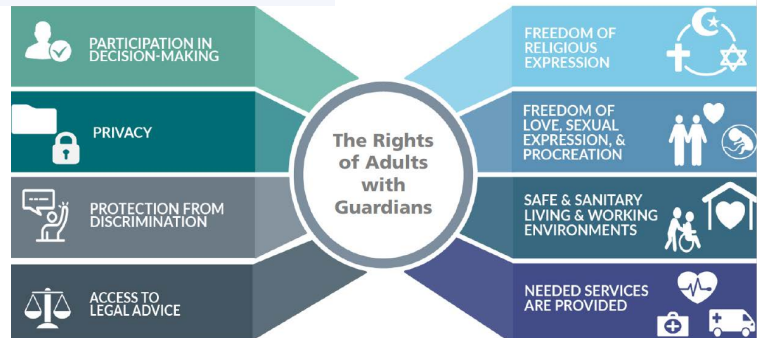 PARTICIPATION IN
DECISION-MAKING
PRIVACY
PROTECTION FROM
DISCRIMINATION
ACCESS TO
LEGAL ADVICE
The Rights
of Adults
with
Guardians
FREEDOM OF
RELIGIOUS
EXPRESSION
FREEDOM OF
LOVE, SEXUAL
EXPRESSION, &
PROCREATION
SAFE & SANITARY
LIVING & WORKING
ENVIRONMENTS
NEEDED SERVICES
ARE PROVIDED